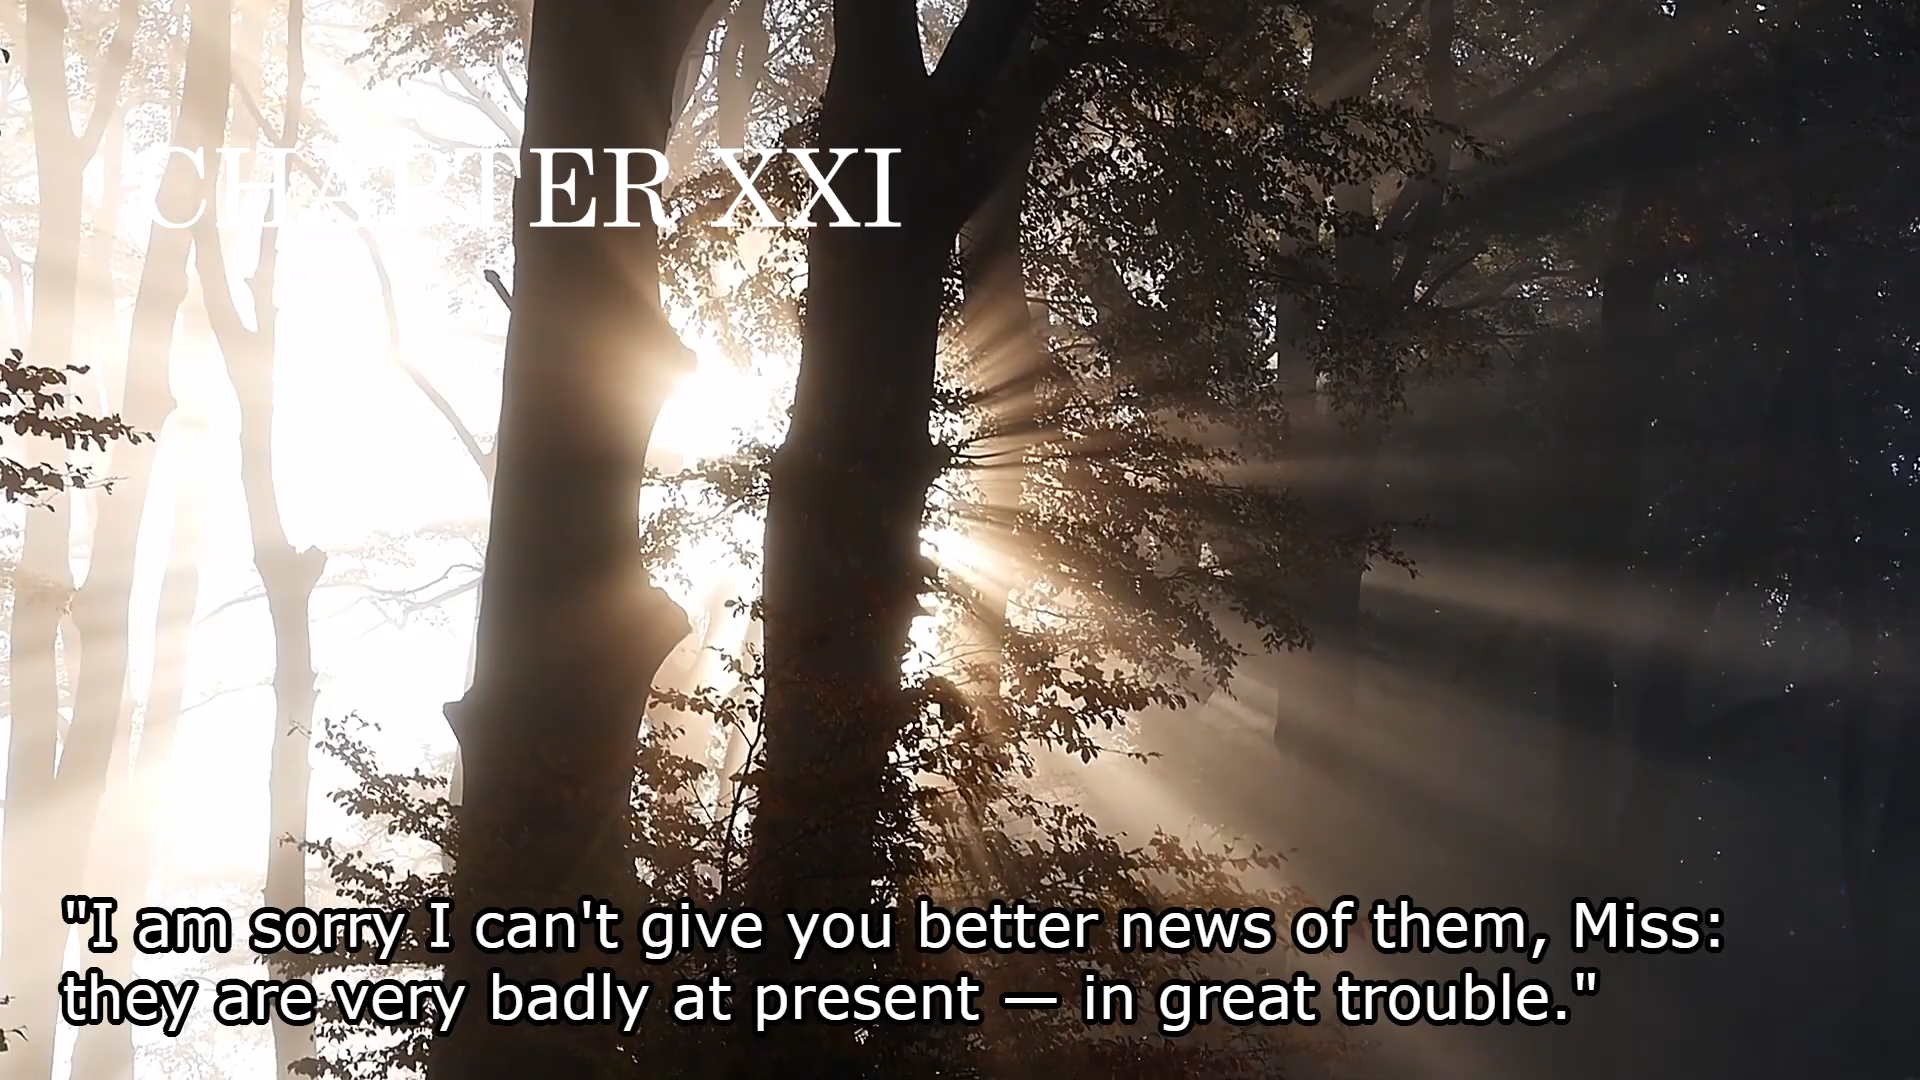 CHAPTER XXI
"I am sorry I can't give you better news of them, Miss:
they are very badly at present — in great trouble."